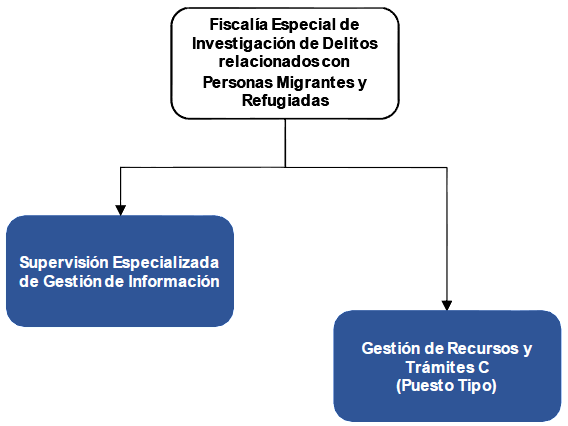 Fiscalía Especial de
Investigación de Delitos
relacionados con
Personas Migrantes y
Refugiadas
Supervisión Especializada
de Gestión de Información
Gestión de Recursos y
Trámites C
(Puesto Tipo)